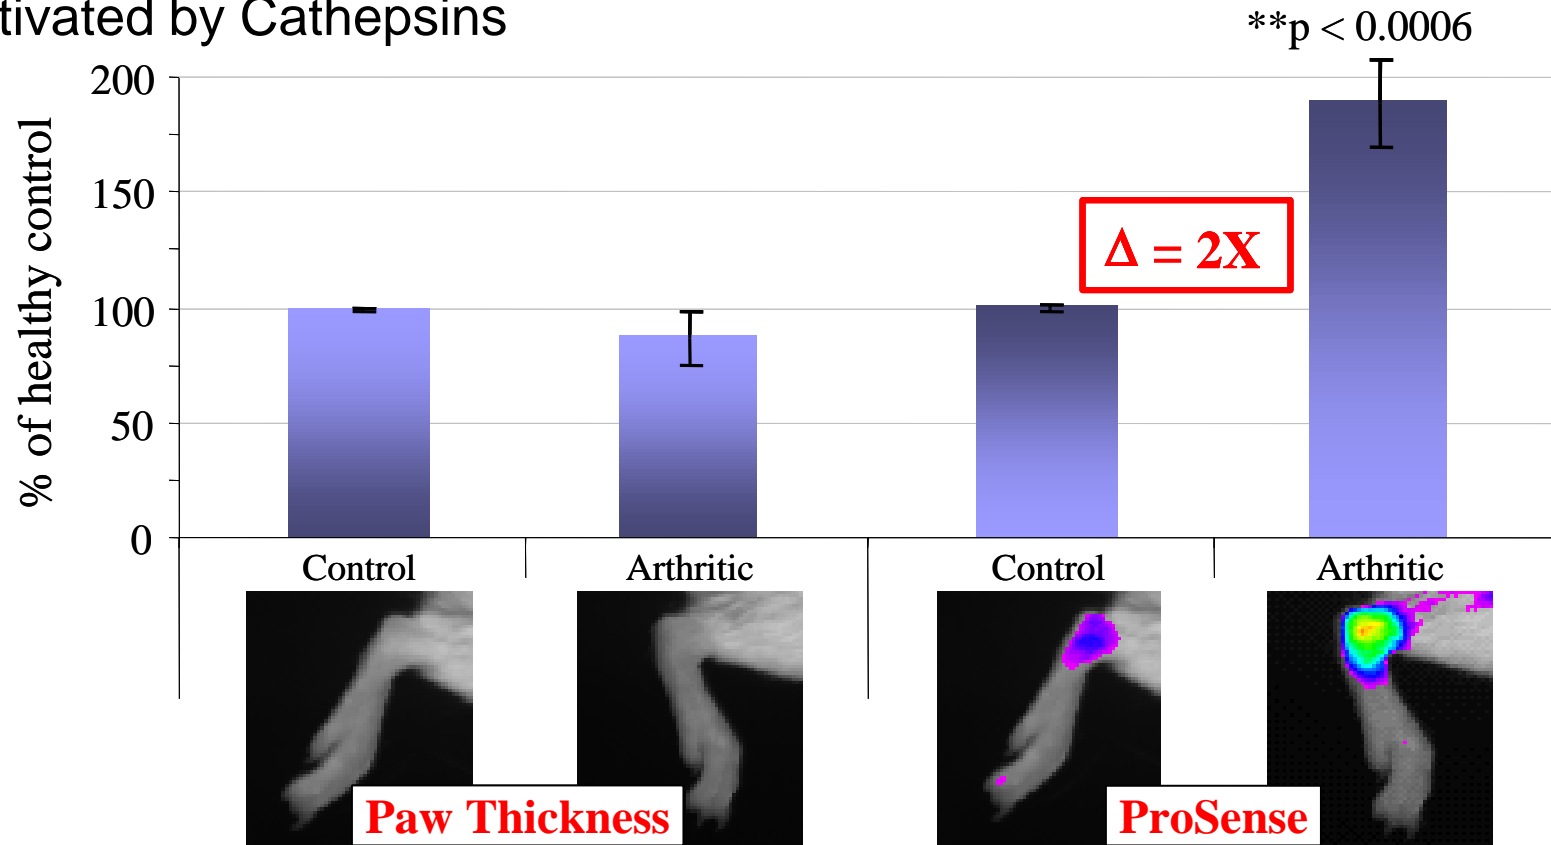 tivated by Cathepsins
**p < 0.0006
% of healthy control
200
150
100
50
0
Δ = 2X
Control
Arthritic
Control
Arthritic
Paw Thickness
ProSense